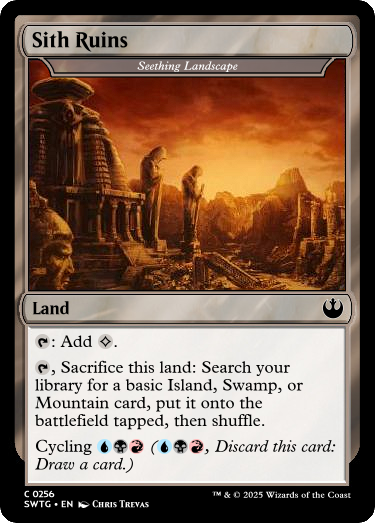 Sith Ruins
Seething Landscape
Land
: Add .
, Sacrifice this land: Search your
library for a basic Island, Swamp, or
Mountain card, put it onto the
battlefield tapped, then shuffle.
Cycling (, Discard this card:
Draw a card.)
C 0256
SWTG • EN Chris Trevas
™ & © 2025 Wizards of the Coast